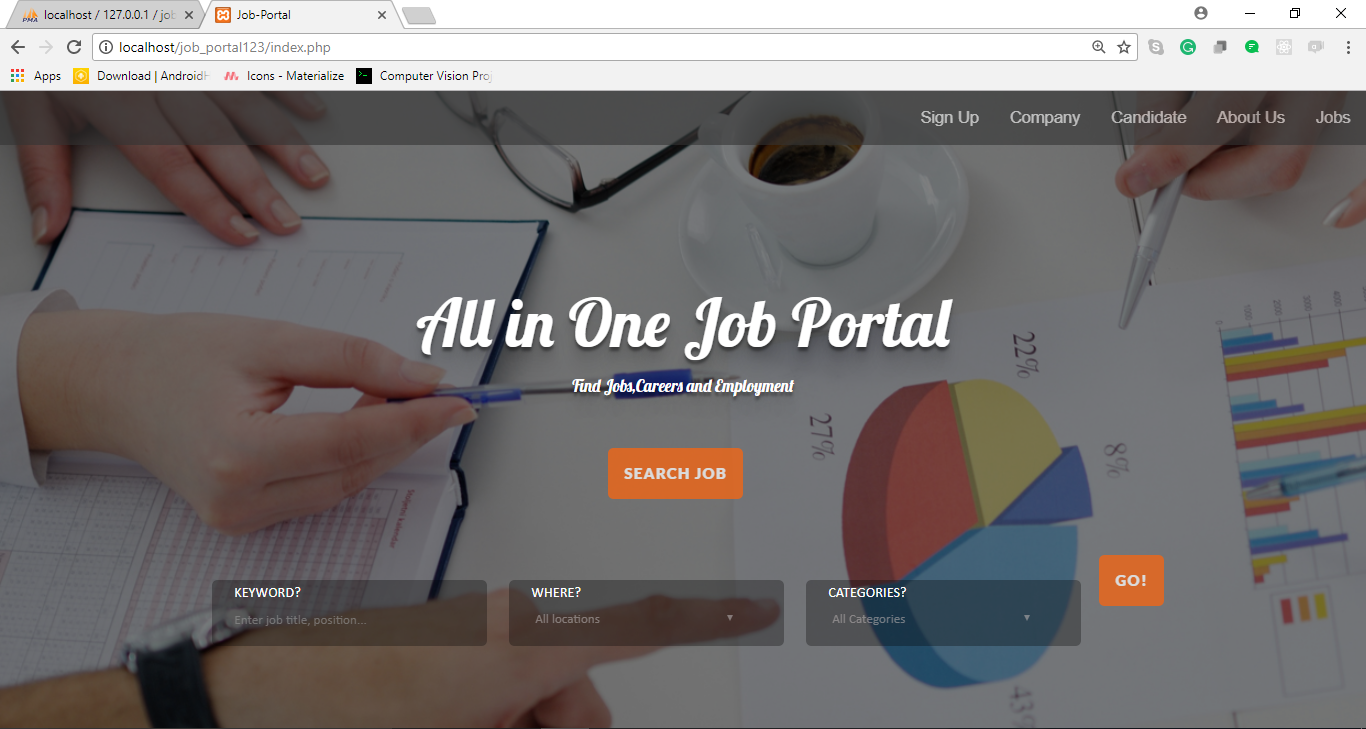 PMA localhost / 127.0.0.1 / job
Job-Portal
localhost/job_portal123/index.php
Apps Download | Android Icons - Materialize Computer Vision Proj
Sign Up Company Candidate About Us Jobs
All in One Job Portal
Find Jobs,Careers and Employment
SEARCH JOB
22%
27%
8%
GO!
KEYWORD? WHERE? CATEGORIES?
Enter job title, position... All locations All Categories